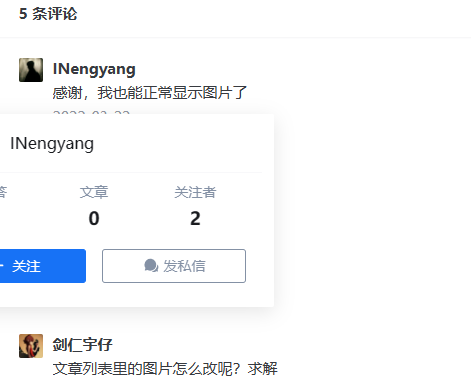 5 条评论
INengyang
感谢，我也能正常显示图片了
INengyang
答 文章 关注者
0 2
关注 发私信
剑仁宇仔
文章列表里的图片怎么改呢？求解